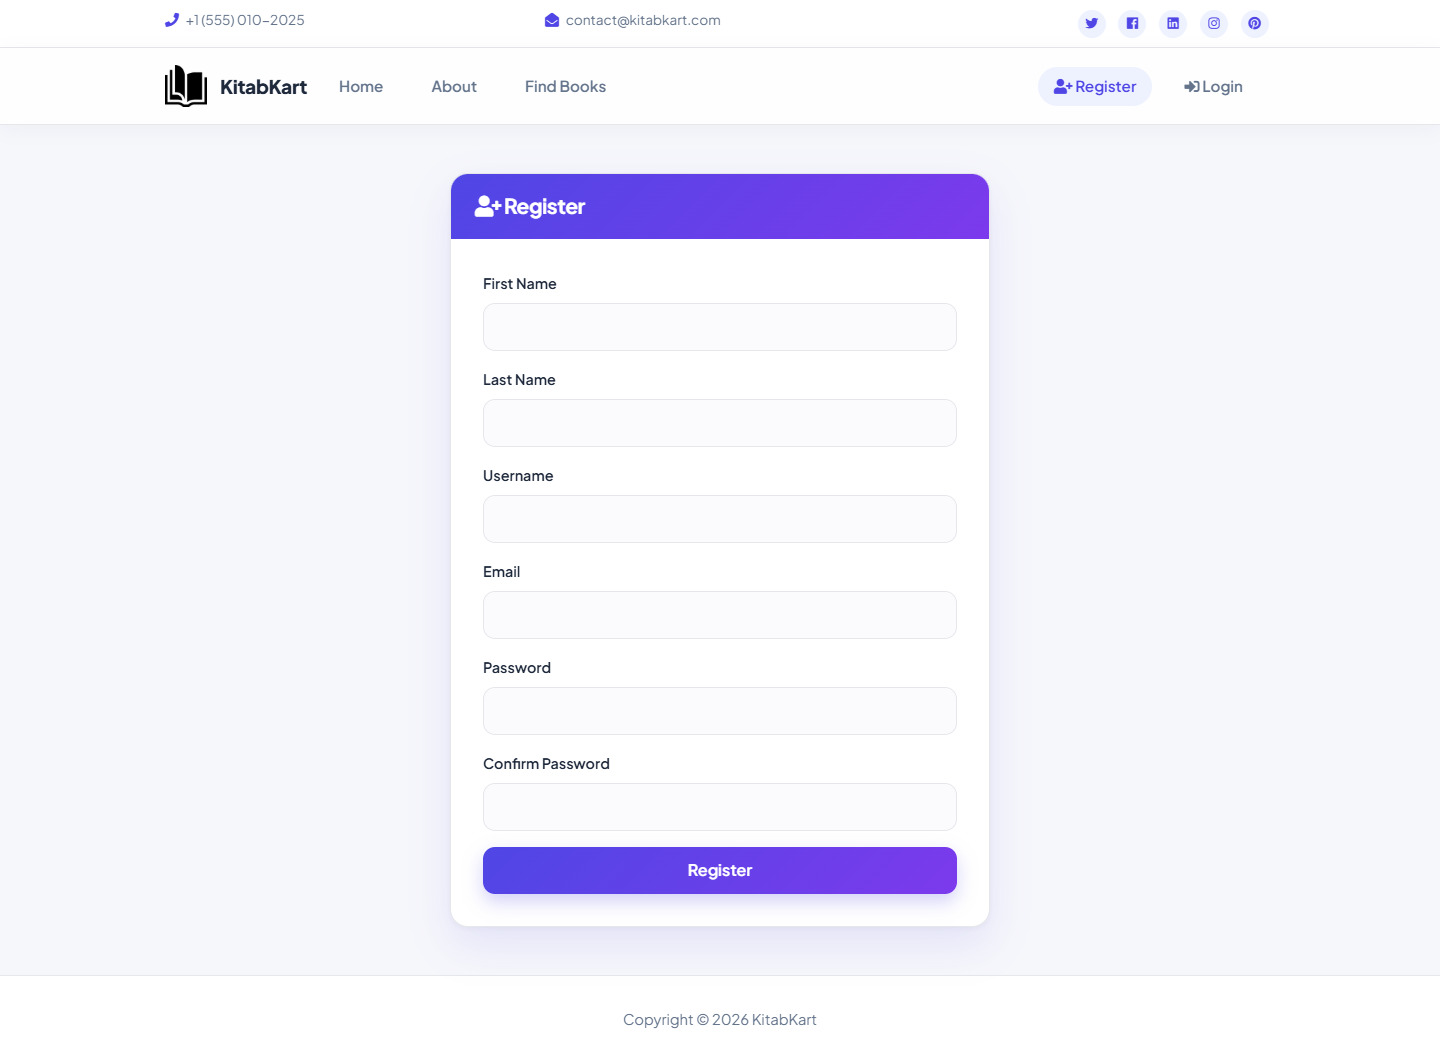 +1 (555) 010-2025
contact@kitabkart.com
KitabKart
Home
About
Find Books
Register
Login
Register
First Name
Last Name
Username
Email
Password
Confirm Password
Register
Copyright © 2026 KitabKart